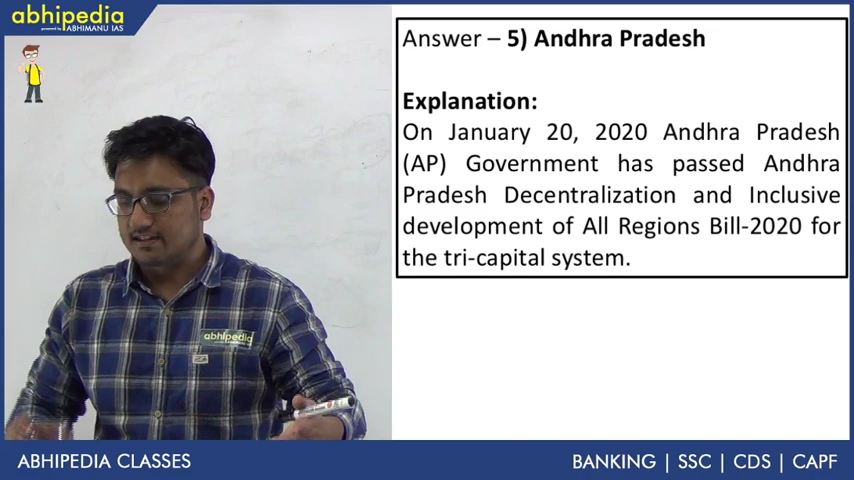 abhipedia
powered by ABHIMANU IAS
Answer – 5) Andhra Pradesh
Explanation:
On January 20, 2020 Andhra Pradesh
(AP) Government has passed Andhra
Pradesh Decentralization and Inclusive
development of All Regions Bill-2020 for
the tri-capital system.
abhipedia
ABHIPEDIA CLASSES
BANKING | SSC | CDS | CAPF